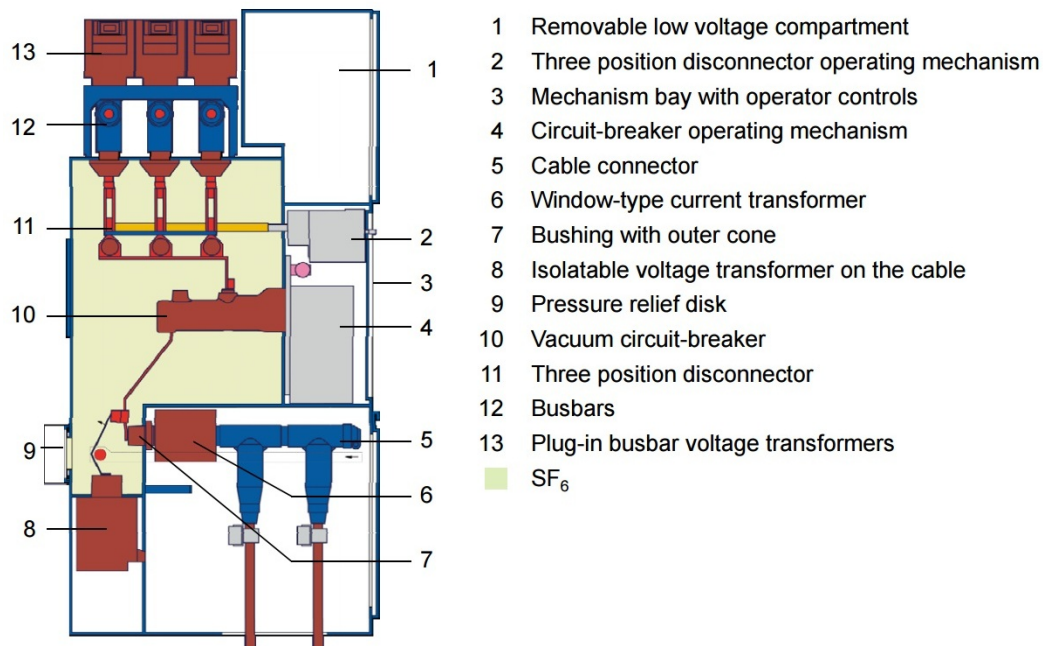 13
12
11
10
9
8
1
2
3
4
5
6
7
1 Removable low voltage compartment
2 Three position disconnector operating mechanism
3 Mechanism bay with operator controls
4 Circuit-breaker operating mechanism
5 Cable connector
6 Window-type current transformer
7 Bushing with outer cone
8 Isolatable voltage transformer on the cable
9 Pressure relief disk
10 Vacuum circuit-breaker
11 Three position disconnector
12 Busbars
13 Plug-in busbar voltage transformers
SF₆